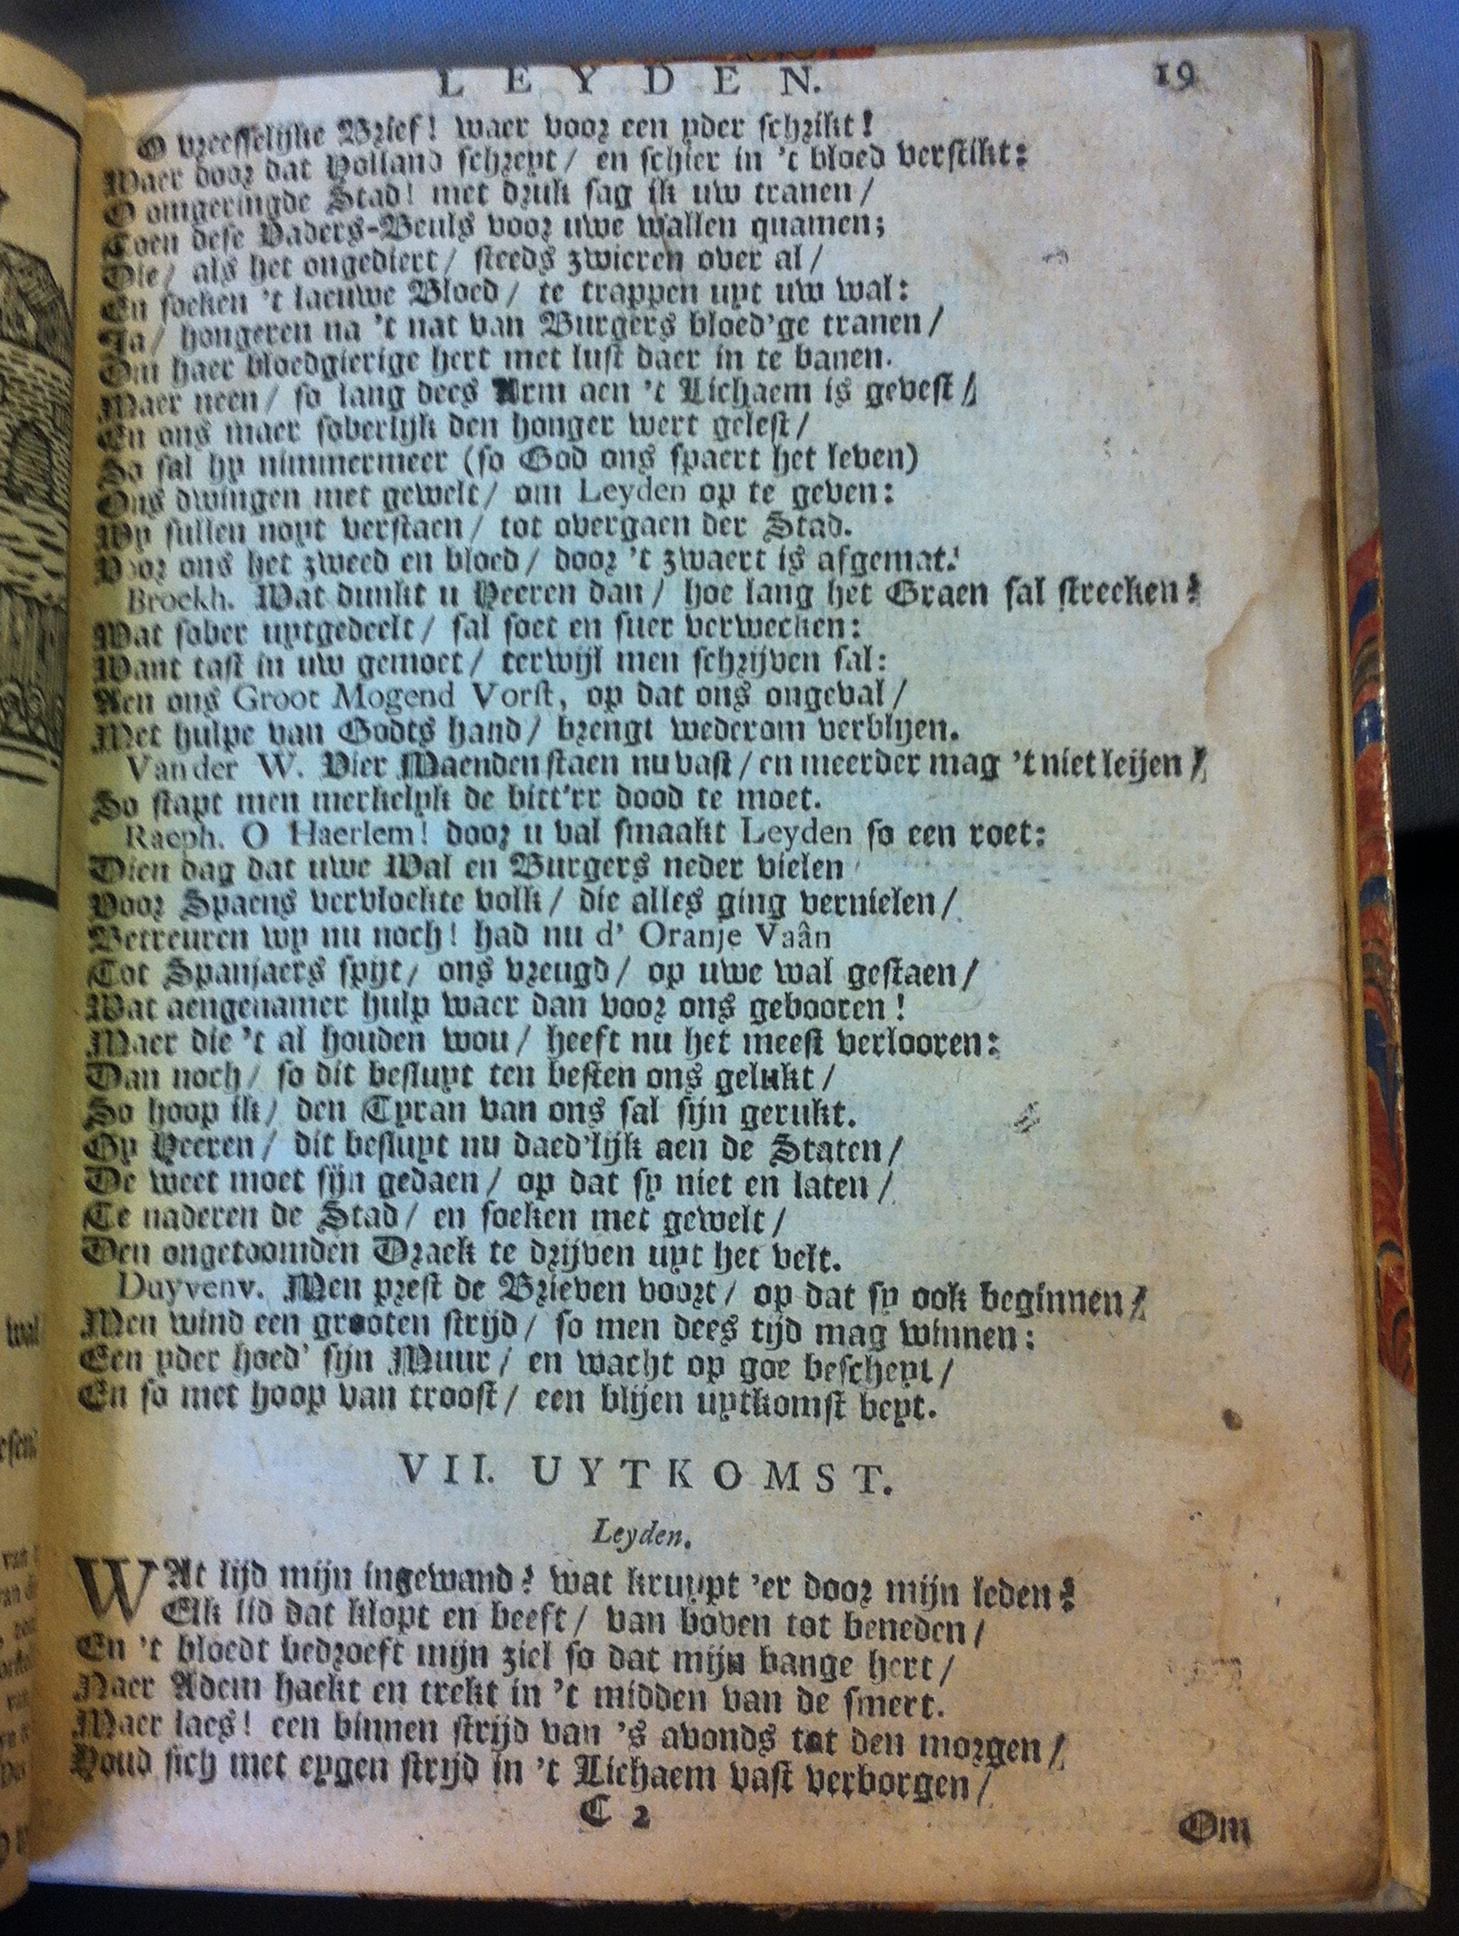 LEYDEN. 19
O vreesselijke Brief! waer voor een yder schrikt!
Waer door dat Holland schreyt / en schier in 't bloed verstikt:
O omgeringde Stad! met druk sag ik uw tranen /
Toen dese Vaders-Beuls voor uwe wallen quamen;
Die / als het ongediert / steeds zwieren over al /
En soeken 't laeuwe Bloed / te trappen uyt uw wal:
Ja / hongeren na 't nat van Burgers bloed'ge tranen /
Om haer bloedgierige hert met lust daer in te banen.
Maer neen / so lang dees Arm aen 't Lichaem is gevest /
En ons maer soberlijk den honger wert gelest /
So sal hy nimmermeer (so God ons spaert het leven)
Ons dwingen met gewelt / om Leyden op te geven:
Wy sullen noyt verstaen / tot overgaen der Stad.
Voor ons het zweed en bloed / door 't zwaert is afgemat.
Broekh. Wat dunkt u Heeren dan / hoe lang het Graen sal strecken?
Wat sober uytgedeelt / sal soet en suer verwecken:
Want tast in uw gemoet / terwijl men schrijven sal:
Aen ons Groot Mogend Vorst, op dat ons ongeval /
Met hulpe van Godts hand / brengt wederom verblijen.
Van der W. Vier Maenden staen nu vast / en meerder mag 't niet leijen /
So stapt men merkelyk de bitt'rr dood te moet.
Raeph. O Haerlem! door u val smaakt Leyden so een roet:
Dien dag dat uwe Wal en Burgers neder vielen
Voor Spaens vervloekte volk / die alles ging vernielen /
Betreuren wy nu noch! had nu d' Oranje Vaân
Tot Spanjaers spijt / ons vreugd / op uwe wal gestaen /
Wat aengenamer hulp waer dan voor ons gebooren!
Maer die 't al houden wou / heeft nu het meest verlooren:
Dan noch / so dit besluyt ten besten ons gelukt /
So hoop ik / den Tyran van ons sal sijn gerukt.
Gy Heeren / dit besluyt nu daed'lijk aen de Staten /
De weet moet sijn gedaen / op dat sy niet en laten /
Te naderen de Stad / en soeken met gewelt /
Den ongetoomden Draek te drijven uyt het velt.
Duyvenv. Men prest de Brieven voort / op dat sy ook beginnen /
Men wind een grooten strijd / so men dees tijd mag winnen:
Een yder hoed' sijn Muur / en wacht op goe bescheyt /
En so met hoop van troost / een blijen uytkomst beyt.
VII. UYTKOMST.
Leyden.
WAt lijd mijn ingewand? wat kruypt 'er door mijn leden?
Elk lid dat klopt en beeft / van boven tot beneden /
En 't bloedt bedroeft mijn ziel so dat mijn bange hert /
Naer Adem haekt en trekt in 't midden van de smert.
Maer laes! een binnen strijd van 's avonds tot den morgen /
Houd sich met eygen strijd in 't Lichaem vast verborgen /
C 2 Om